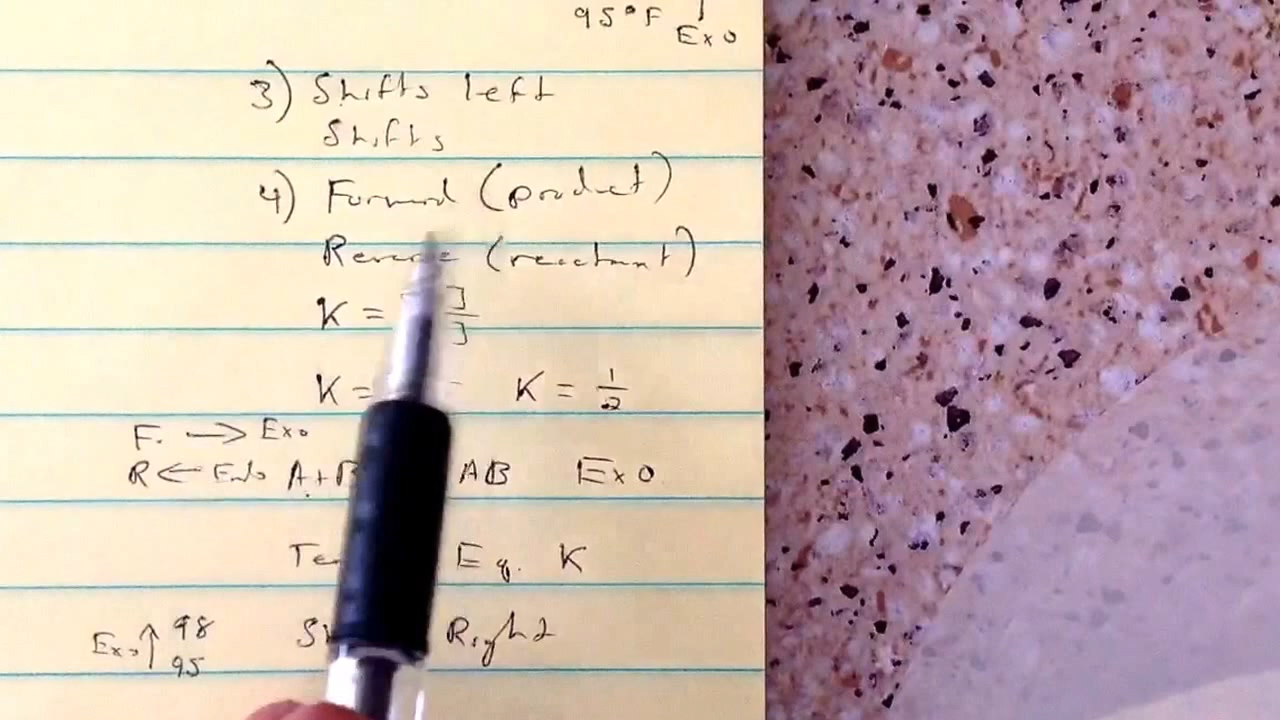 95°F
Exo
3) Shifts left
Shifts
4) Forward (product)
Reverse (reactant)
K =
K = K = 1/2
F. → Exo
R ← Endo A+B AB Exo
Eq. K
Exo ↑ 98 Right
95